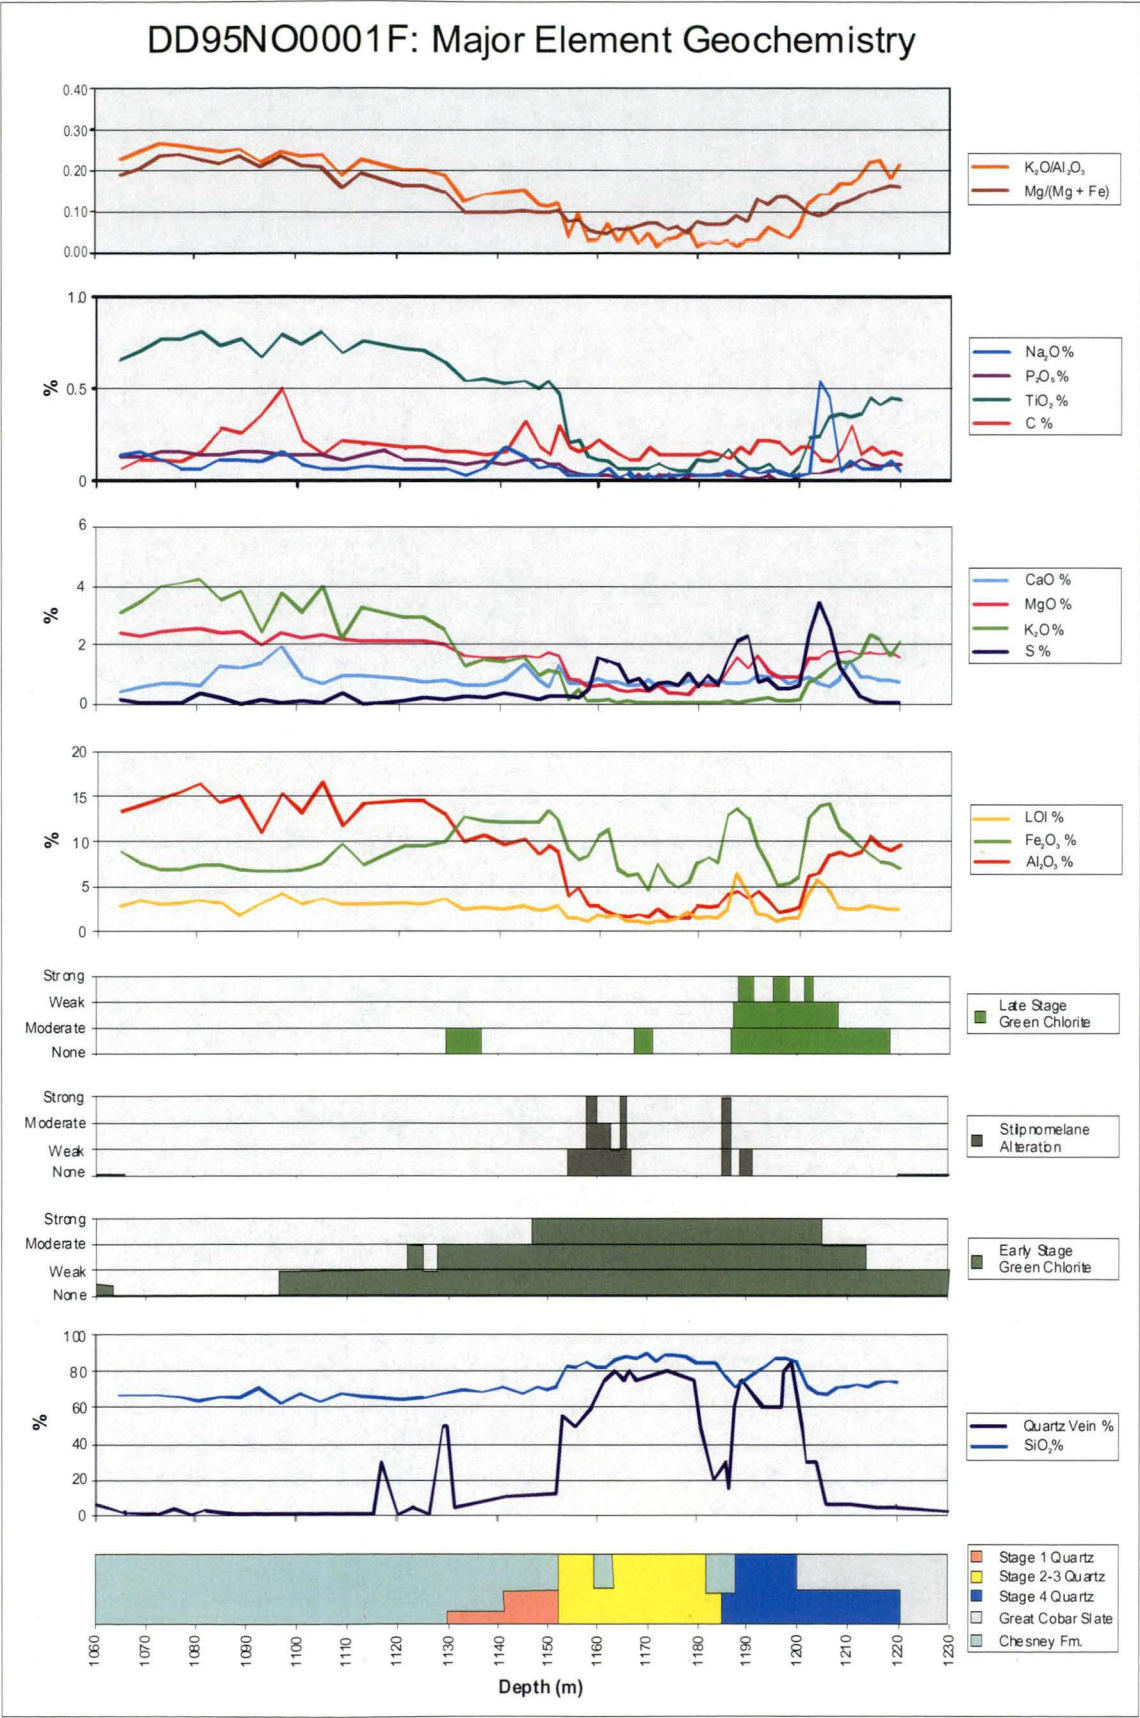 DD95NO0001F: Major Element Geochemistry
0.40
0.30
0.20
0.10
0.00
K₂O/Al₂O₃
Mg/(Mg + Fe)
1.0
0.5
0
%
Na₂O %
P₂O₅ %
TiO₂ %
C %
6
4
2
0
%
CaO %
MgO %
K₂O %
S %
20
15
10
5
0
%
LOI %
Fe₂O₃ %
Al₂O₃ %
Strong
Weak
Moderate
None
Late Stage
Green Chlorite
Strong
Moderate
Weak
None
Stilpnomelane
Alteration
Strong
Moderate
Weak
None
Early Stage
Green Chlorite
100
80
60
40
20
0
%
Quartz Vein %
SiO₂%
Stage 1 Quartz
Stage 2-3 Quartz
Stage 4 Quartz
Great Cobar Slate
Chesney Fm.
1060
1070
1080
1090
1100
1110
1120
1130
1140
1150
1160
1170
1180
1190
1200
1210
1220
1230
Depth (m)